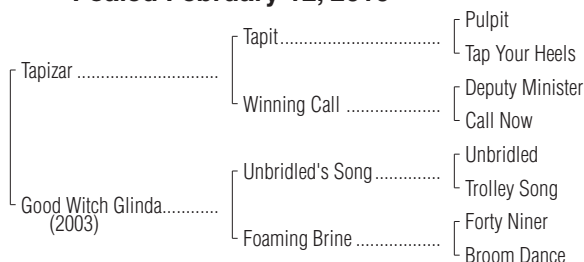 Foaled February 12,
Pulpit
Tapit
Tap Your Heels
Tapizar
Deputy Minister
Winning Call
Call Now
Unbridled
Unbridled's Song
Trolley Song
Good Witch Glinda
(2003)
Forty Niner
Foaming Brine
Broom Dance